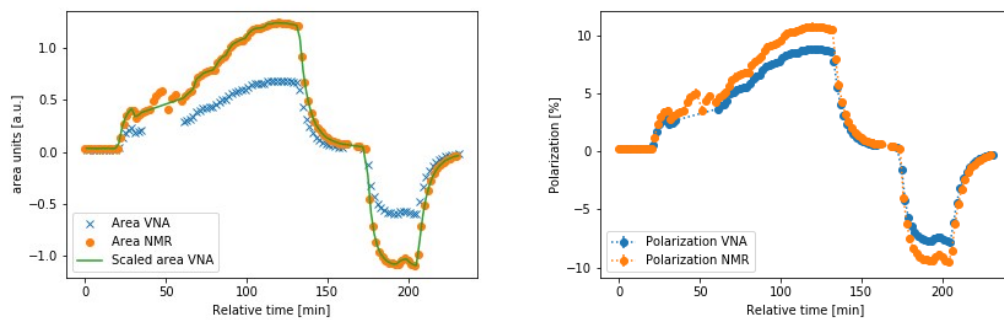 area units [a.u.]
1.0
0.5
0.0
−0.5
−1.0
Area VNA
Area NMR
Scaled area VNA
0 50 100 150 200
Relative time [min]
Polarization [%]
10
5
0
−5
−10
Polarization VNA
Polarization NMR
0 50 100 150 200
Relative time [min]